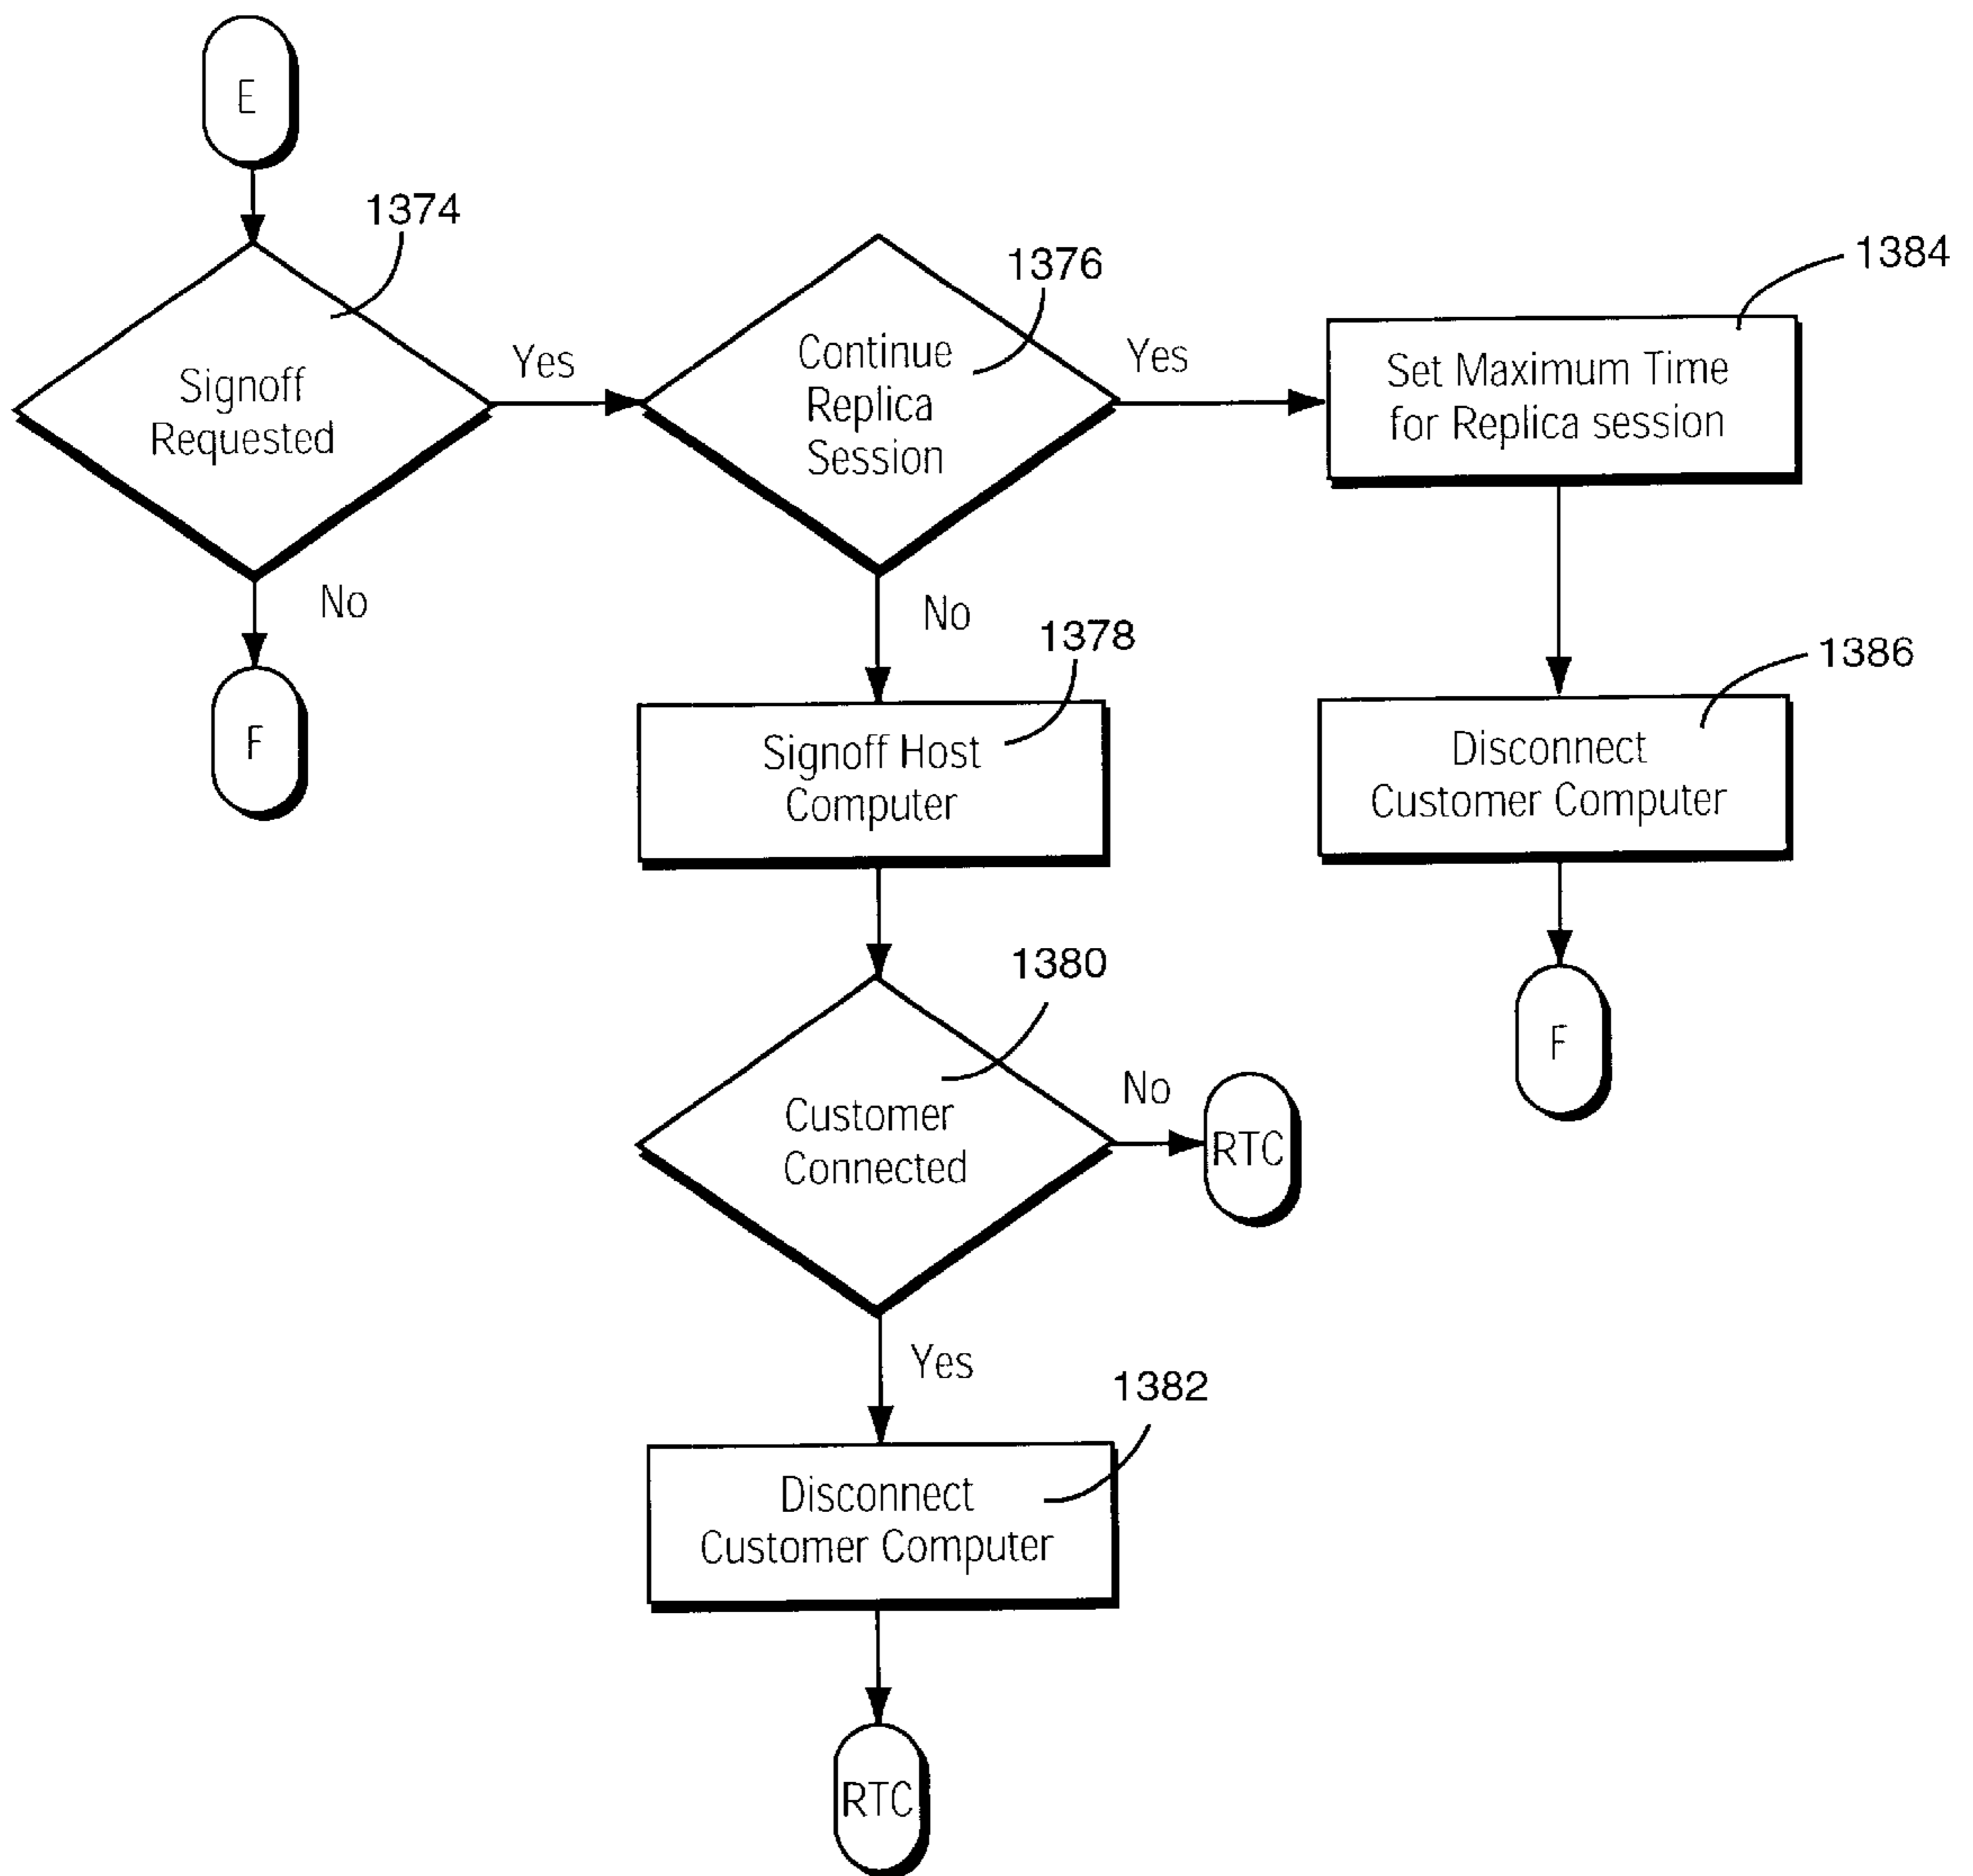 E
1374
Signoff
Requested
Yes
No
F
1376
Continue
Replica
Session
Yes
No
1384
Set Maximum Time
for Replica session
1378
Signoff Host
Computer
1386
Disconnect
Customer Computer
F
1380
Customer
Connected
No
RTC
Yes
1382
Disconnect
Customer Computer
RTC